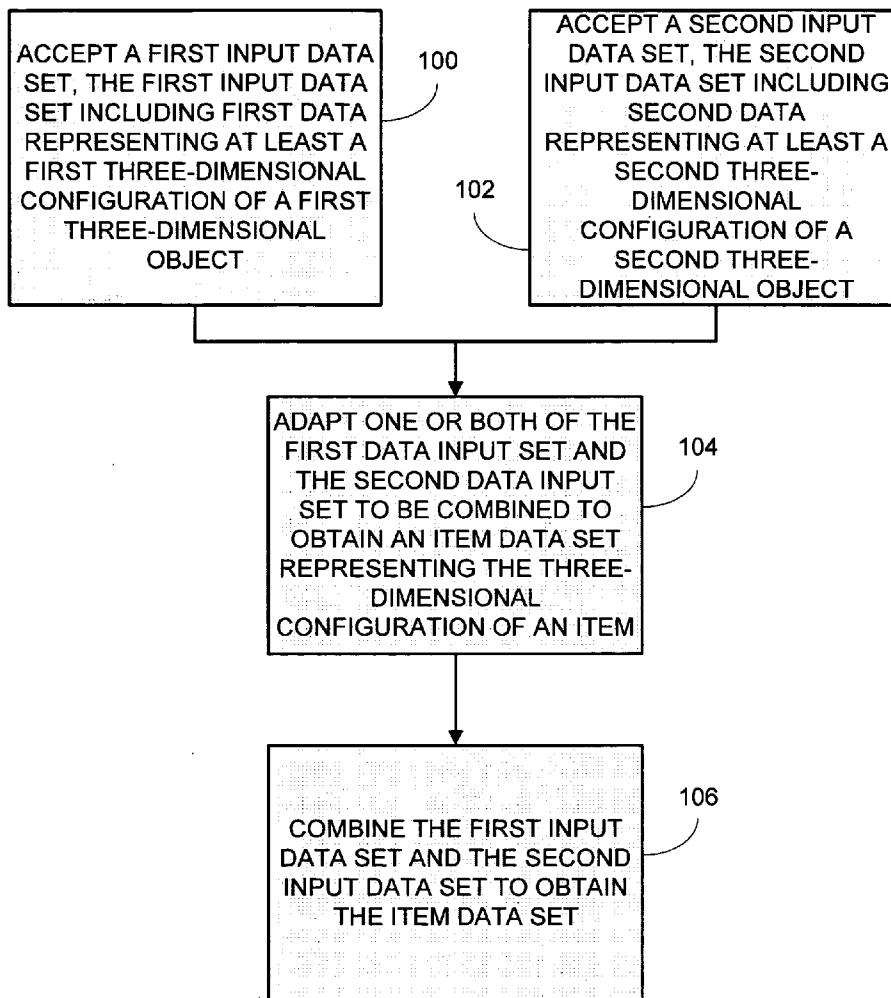 ACCEPT A FIRST INPUT DATA
SET, THE FIRST INPUT DATA
SET INCLUDING FIRST DATA
REPRESENTING AT LEAST A
FIRST THREE-DIMENSIONAL
CONFIGURATION OF A FIRST
THREE-DIMENSIONAL
OBJECT
100
ACCEPT A SECOND INPUT
DATA SET, THE SECOND
INPUT DATA SET INCLUDING
SECOND DATA
REPRESENTING AT LEAST A
SECOND THREE-
DIMENSIONAL
CONFIGURATION OF A
SECOND THREE-
DIMENSIONAL OBJECT
102
ADAPT ONE OR BOTH OF THE
FIRST DATA INPUT SET AND
THE SECOND DATA INPUT
SET TO BE COMBINED TO
OBTAIN AN ITEM DATA SET
REPRESENTING THE THREE-
DIMENSIONAL
CONFIGURATION OF AN ITEM
104
COMBINE THE FIRST INPUT
DATA SET AND THE SECOND
INPUT DATA SET TO OBTAIN
THE ITEM DATA SET
106